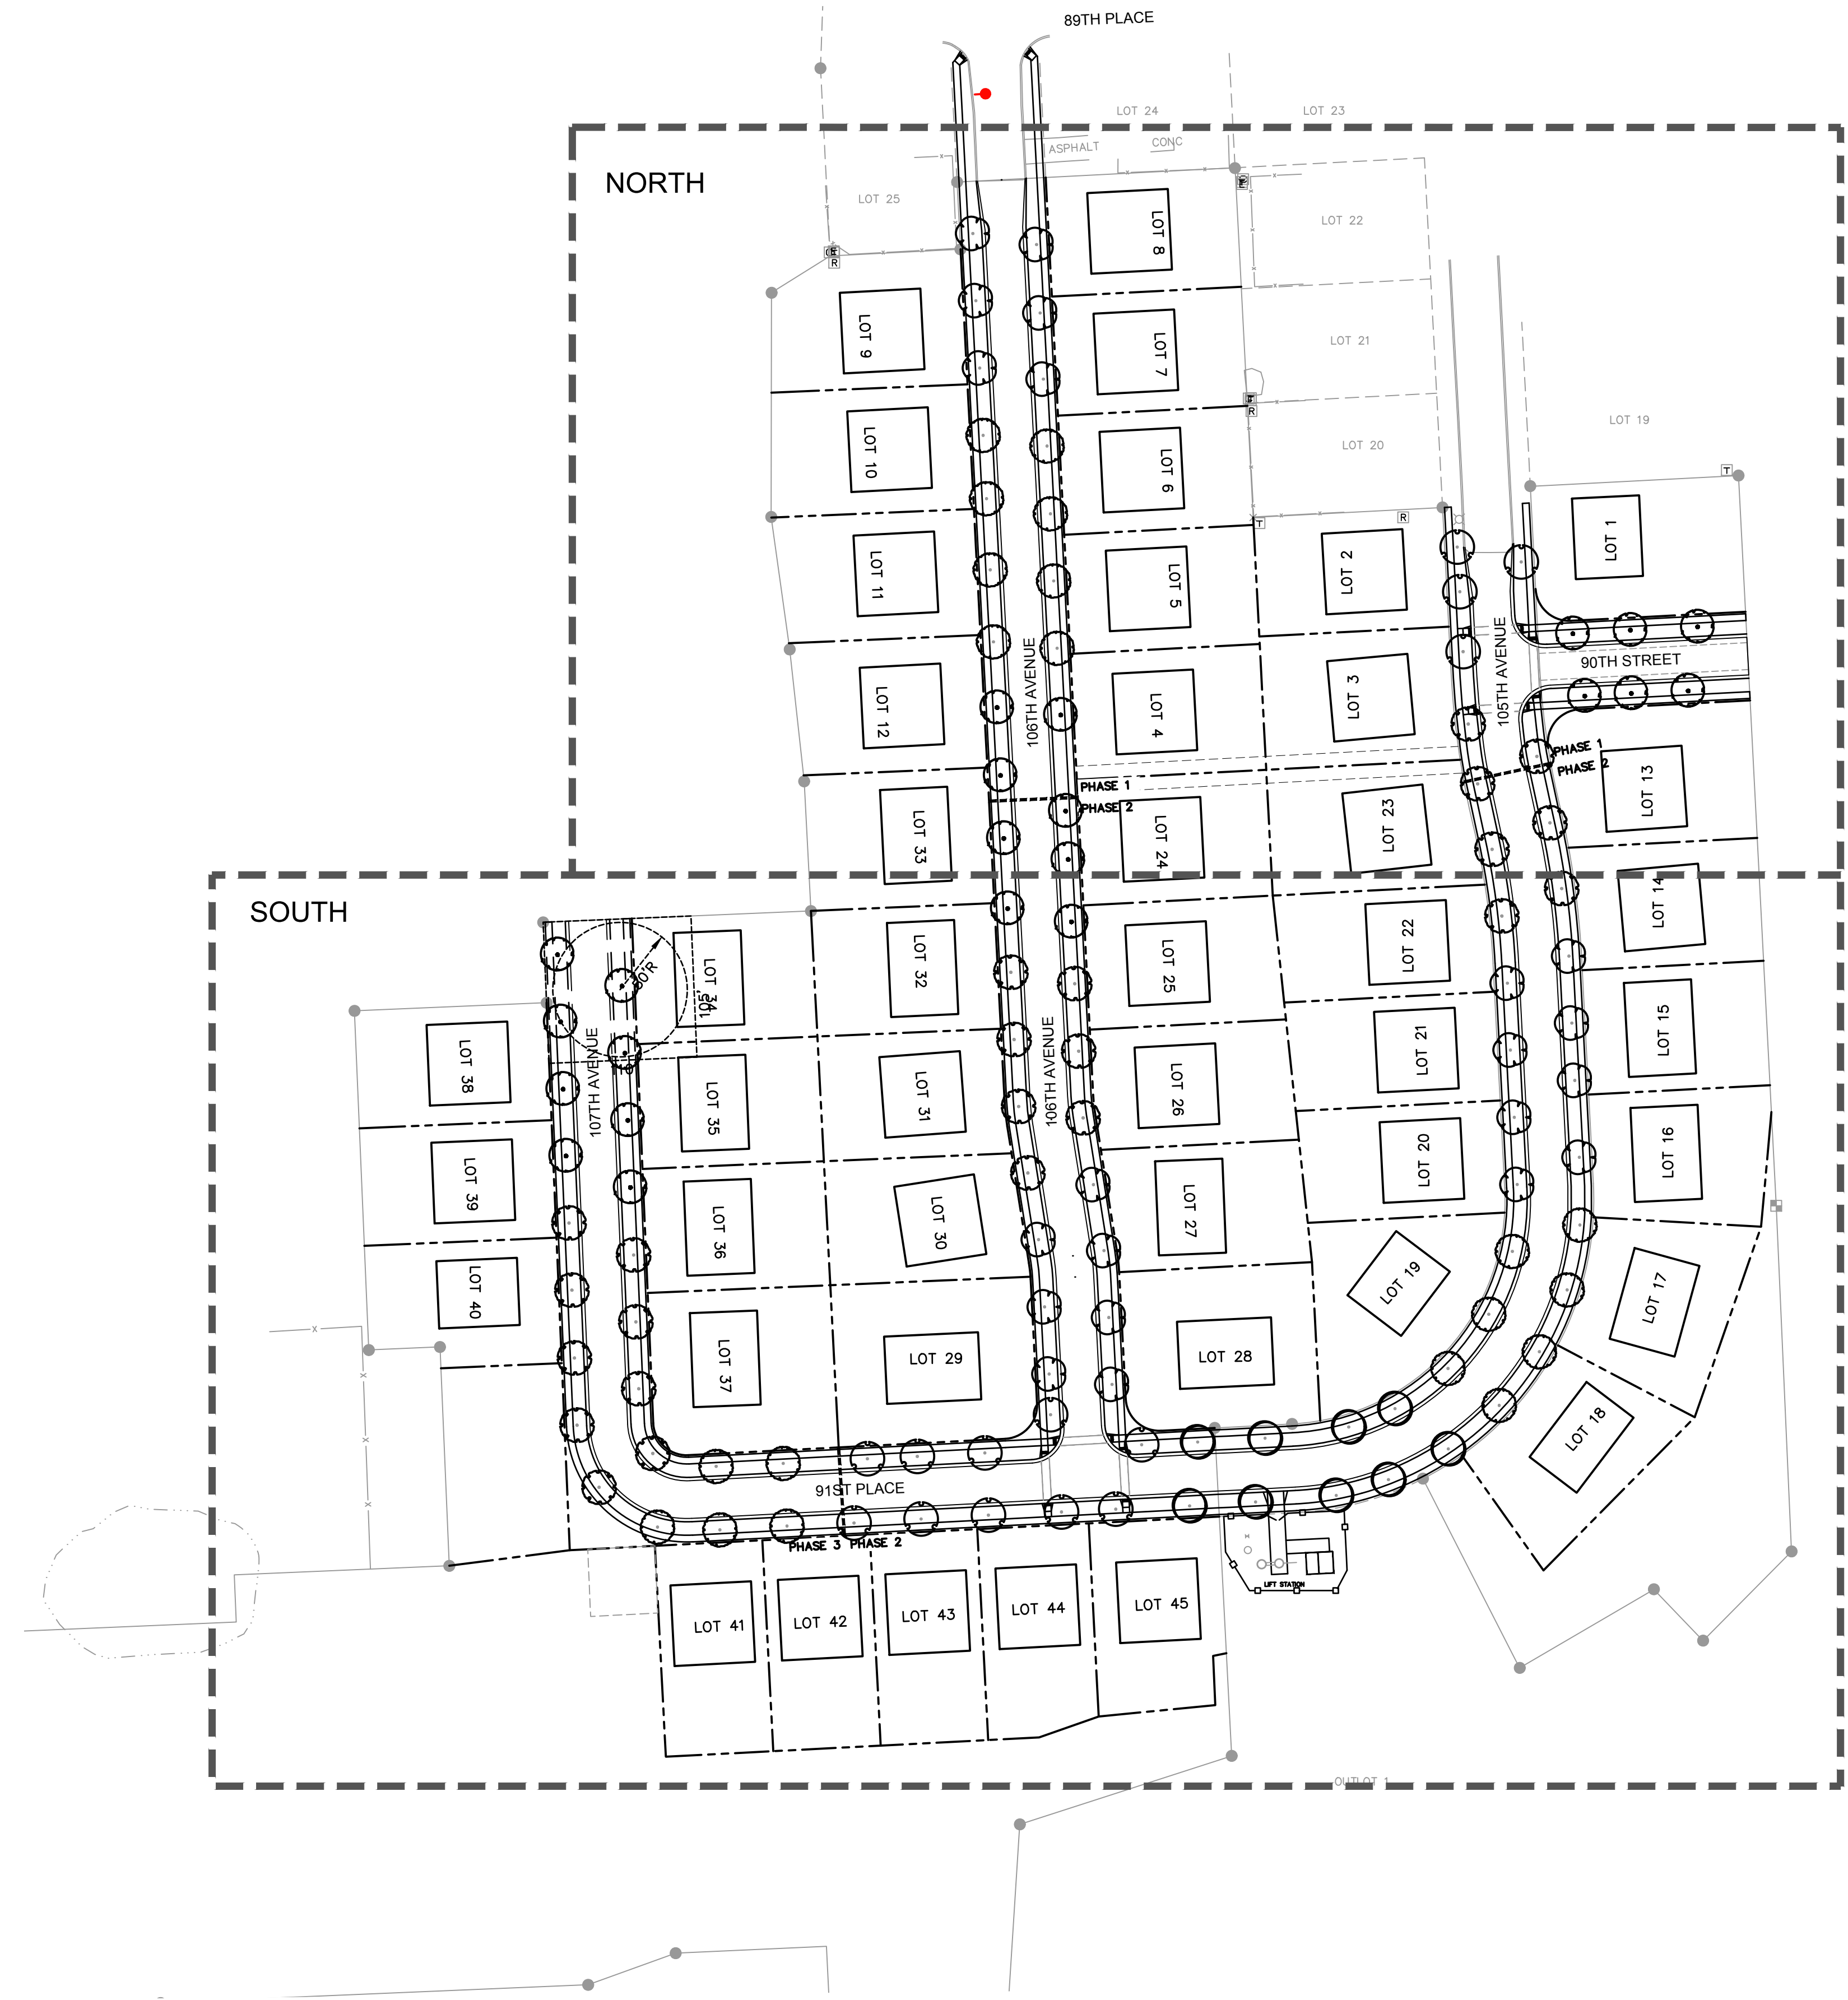 89TH PLACE
LOT 24
LOT 23
ASPHALT
CONC
NORTH
LOT 25
LOT 8
LOT 22
R
LOT 9
LOT 7
LOT 21
R
LOT 19
LOT 10
LOT 6
LOT 20
T
R
T
LOT 1
LOT 11
LOT 5
LOT 2
106TH AVENUE
105TH AVENUE
90TH STREET
LOT 12
LOT 4
LOT 3
PHASE 1
PHASE 2
PHASE 1
PHASE 2
LOT 13
LOT 33
LOT 24
LOT 23
SOUTH
LOT 14
LOT 34
60'R
105'
LOT 32
LOT 25
LOT 22
LOT 38
107TH AVENUE
LOT 35
LOT 31
106TH AVENUE
LOT 26
LOT 21
LOT 15
LOT 39
LOT 36
LOT 30
LOT 27
LOT 20
LOT 16
LOT 40
LOT 37
LOT 29
LOT 28
LOT 19
LOT 17
LOT 18
91ST PLACE
PHASE 3 PHASE 2
LIFT STATION
LOT 41
LOT 42
LOT 43
LOT 44
LOT 45
OUTLOT 1